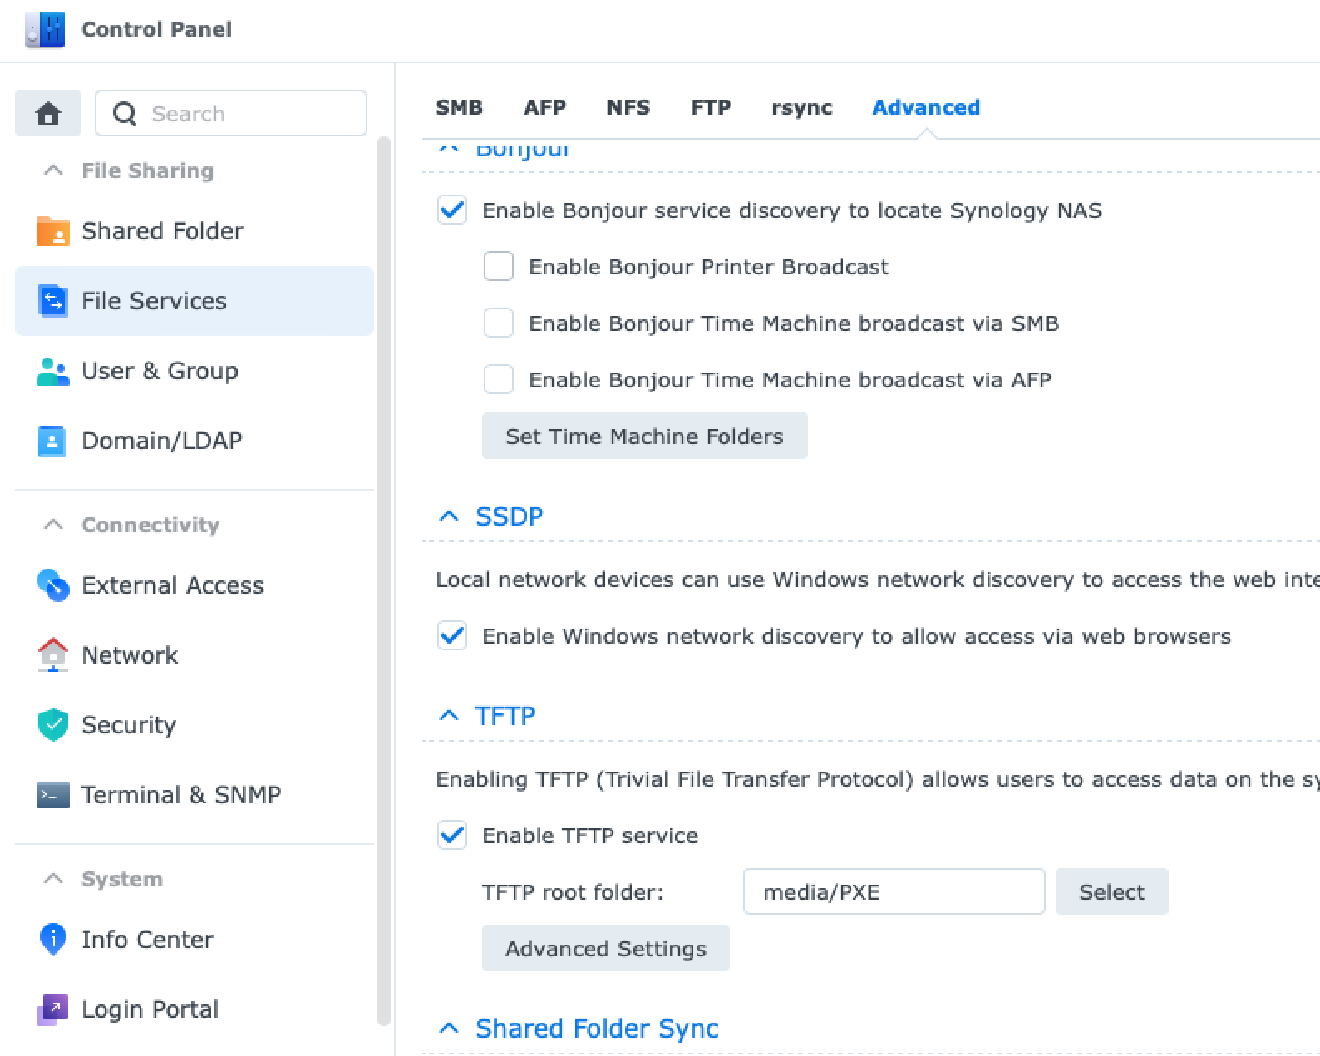 Control Panel
Search
File Sharing
Shared Folder
File Services
User & Group
Domain/LDAP
Connectivity
External Access
Network
Security
Terminal & SNMP
System
Info Center
Login Portal
SMB AFP NFS FTP rsync Advanced
Bonjour
Enable Bonjour service discovery to locate Synology NAS
Enable Bonjour Printer Broadcast
Enable Bonjour Time Machine broadcast via SMB
Enable Bonjour Time Machine broadcast via AFP
Set Time Machine Folders
SSDP
Local network devices can use Windows network discovery to access the web inte
Enable Windows network discovery to allow access via web browsers
TFTP
Enabling TFTP (Trivial File Transfer Protocol) allows users to access data on the sy
Enable TFTP service
TFTP root folder: media/PXE Select
Advanced Settings
Shared Folder Sync